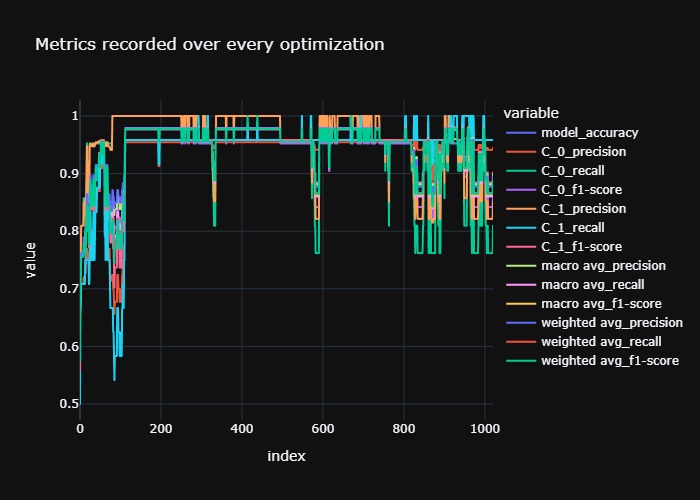 Metrics recorded over every optimization
variable
model_accuracy
C_0_precision
C_0_recall
C_0_f1-score
C_1_precision
C_1_recall
C_1_f1-score
macro avg_precision
macro avg_recall
macro avg_f1-score
weighted avg_precision
weighted avg_recall
weighted avg_f1-score
value
1
0.9
0.8
0.7
0.6
0.5
0 200 400 600 800 1000
index